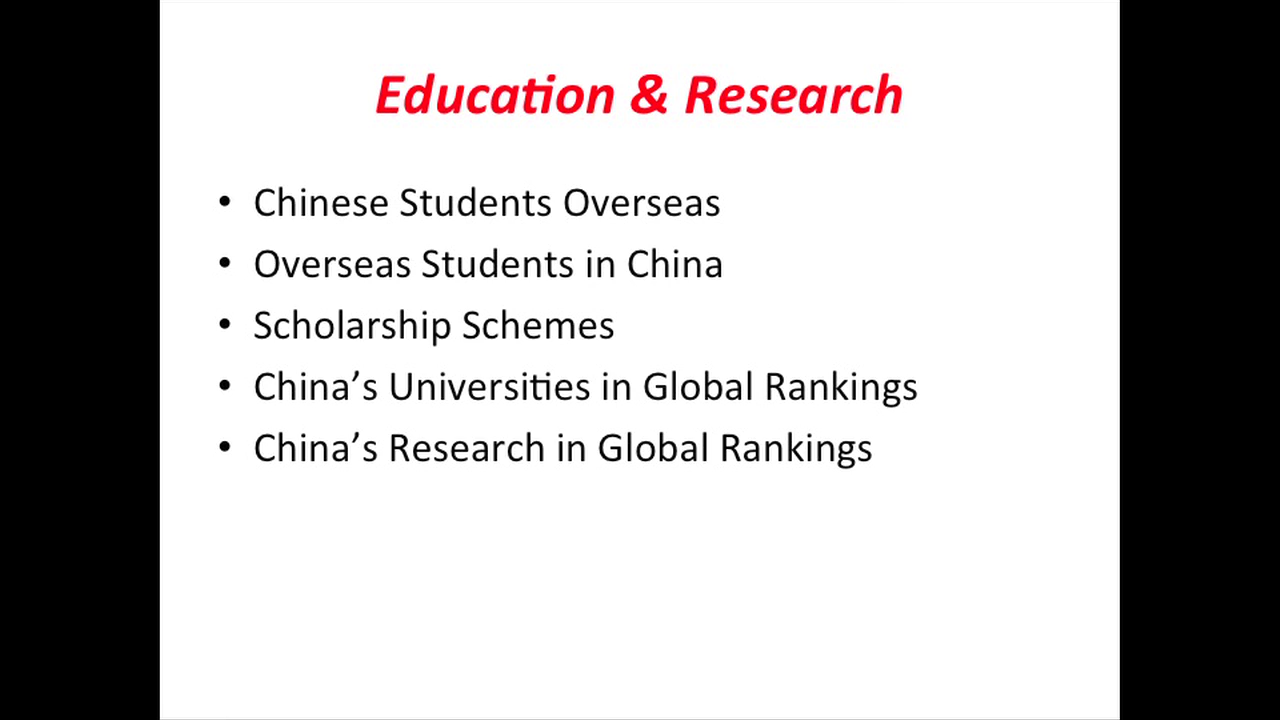 Education & Research
• Chinese Students Overseas
• Overseas Students in China
• Scholarship Schemes
• China’s Universities in Global Rankings
• China’s Research in Global Rankings